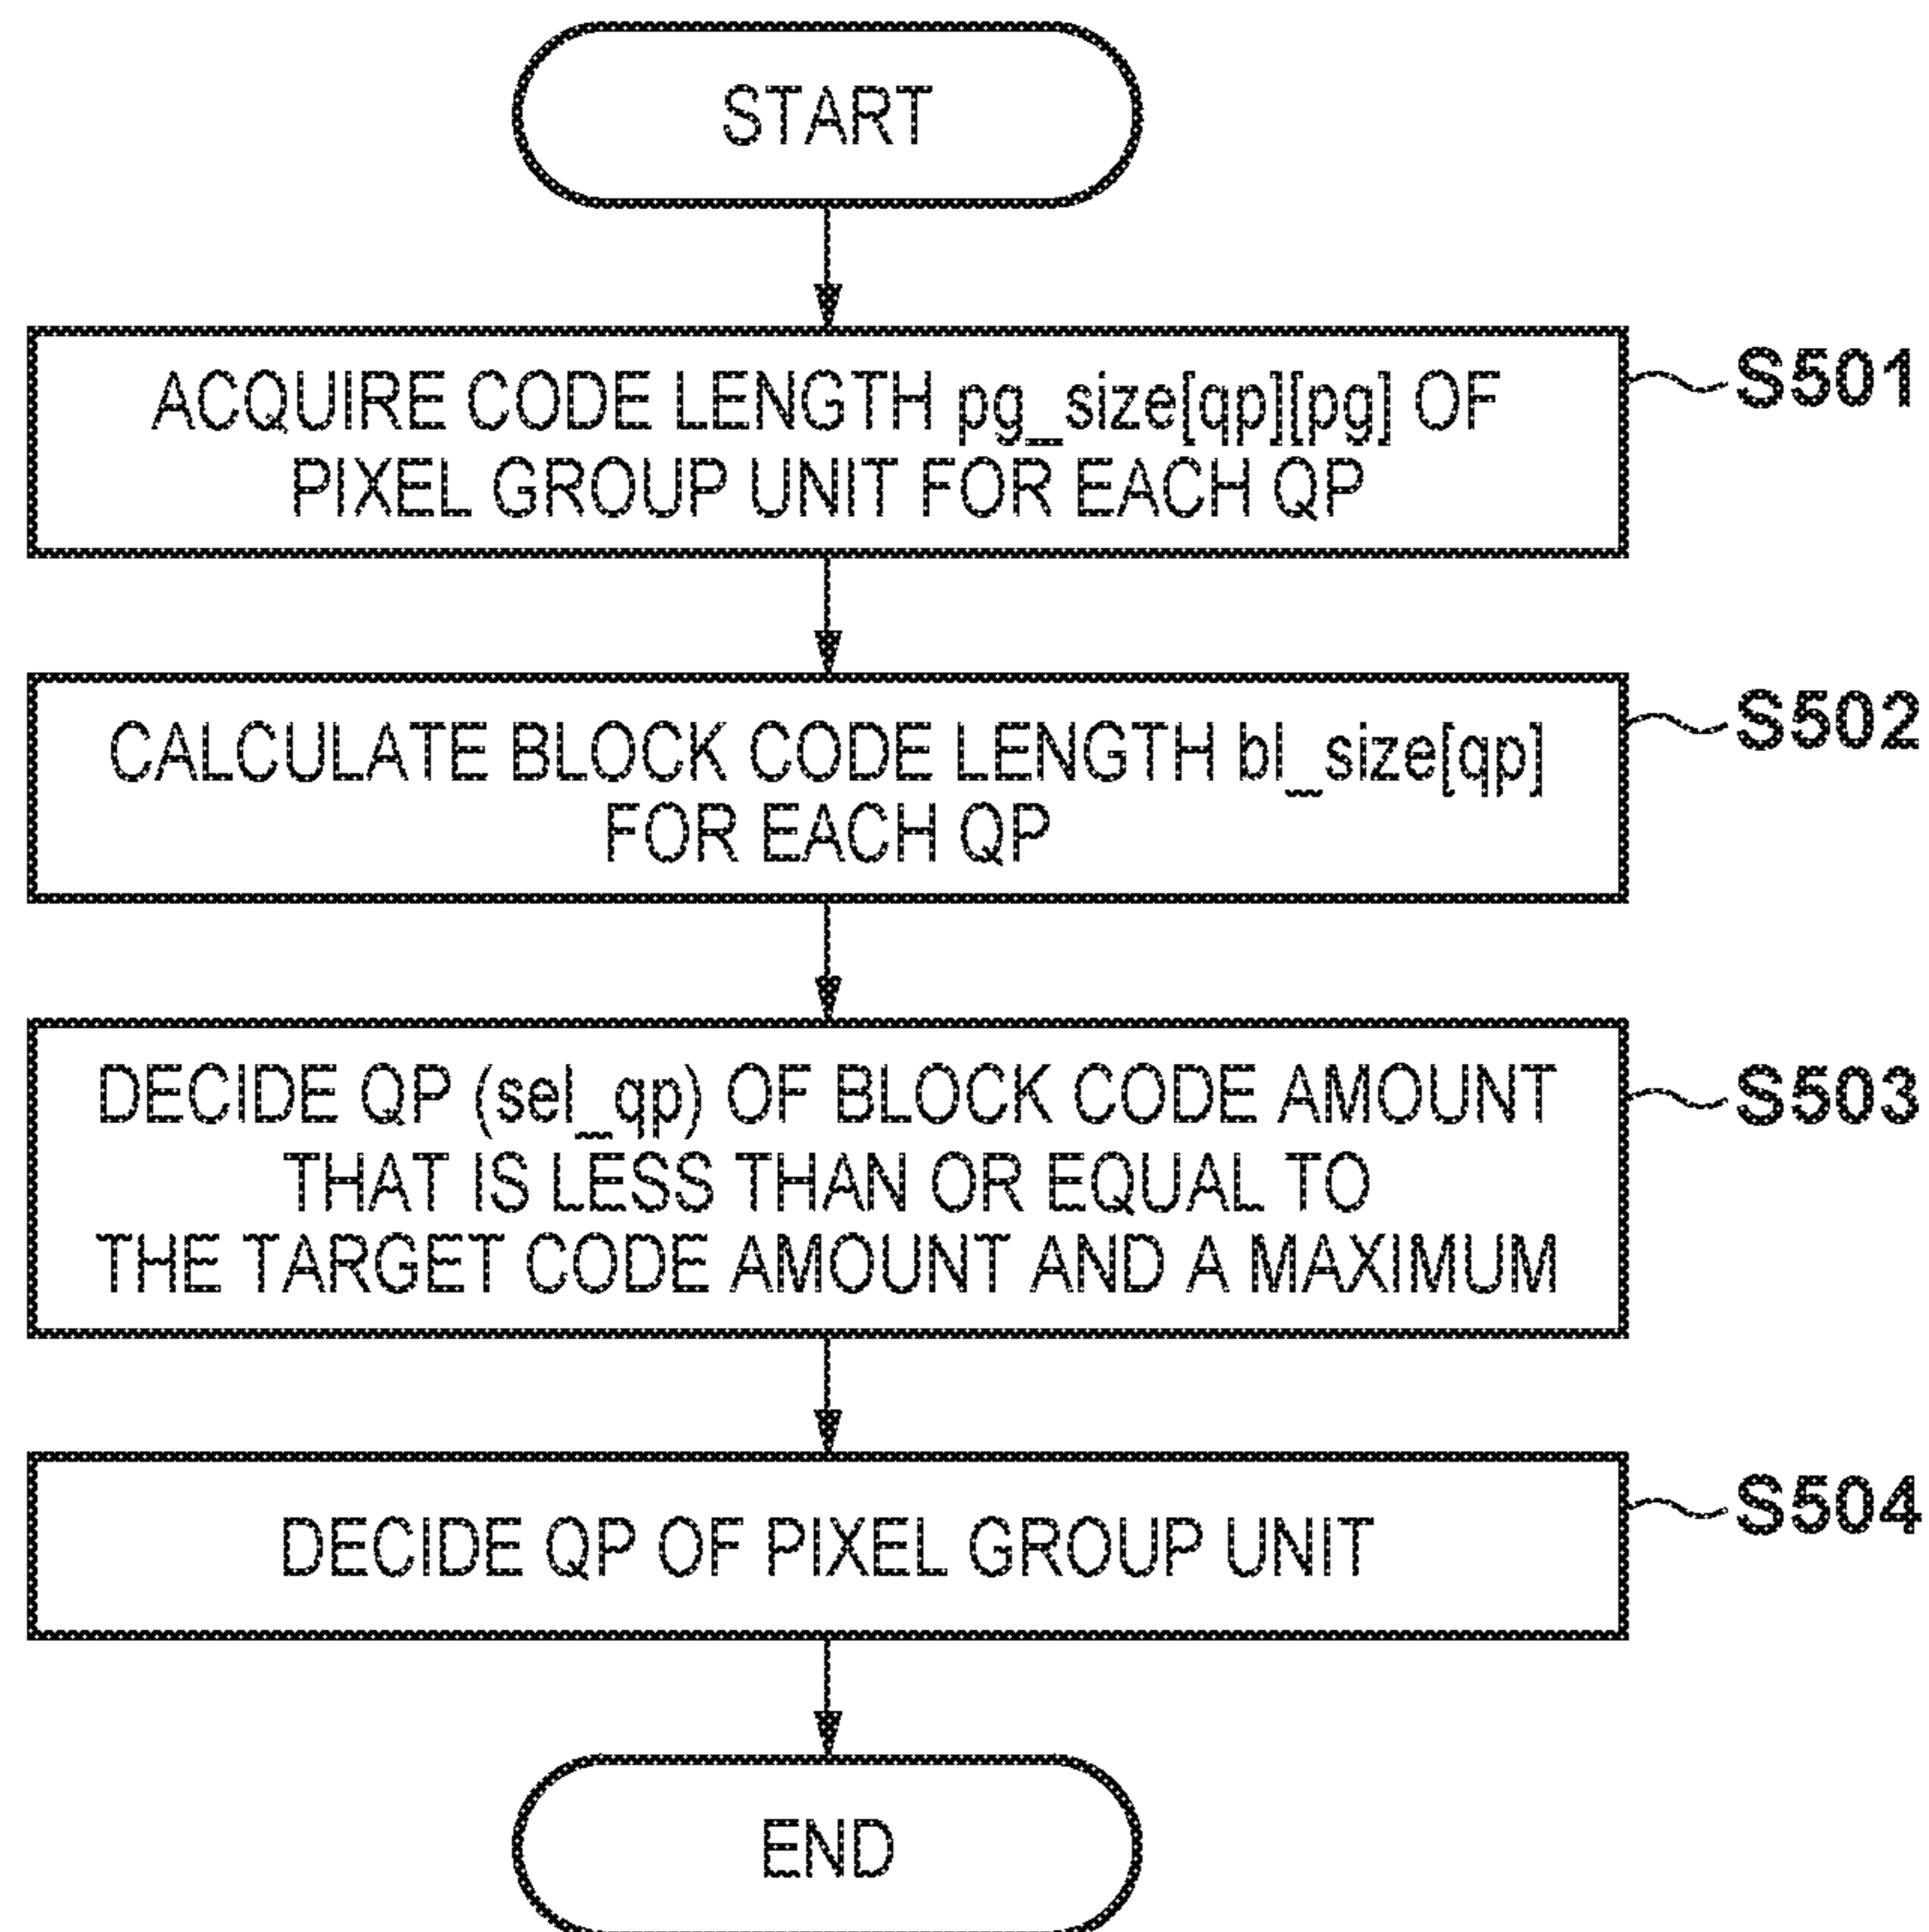 START
ACQUIRE CODE LENGTH pg_size[qp][pg] OF
PIXEL GROUP UNIT FOR EACH QP
S501
CALCULATE BLOCK CODE LENGTH bl_size[qp]
FOR EACH QP
S502
DECIDE QP (sel_qp) OF BLOCK CODE AMOUNT
THAT IS LESS THAN OR EQUAL TO
THE TARGET CODE AMOUNT AND A MAXIMUM
S503
DECIDE QP OF PIXEL GROUP UNIT
S504
END